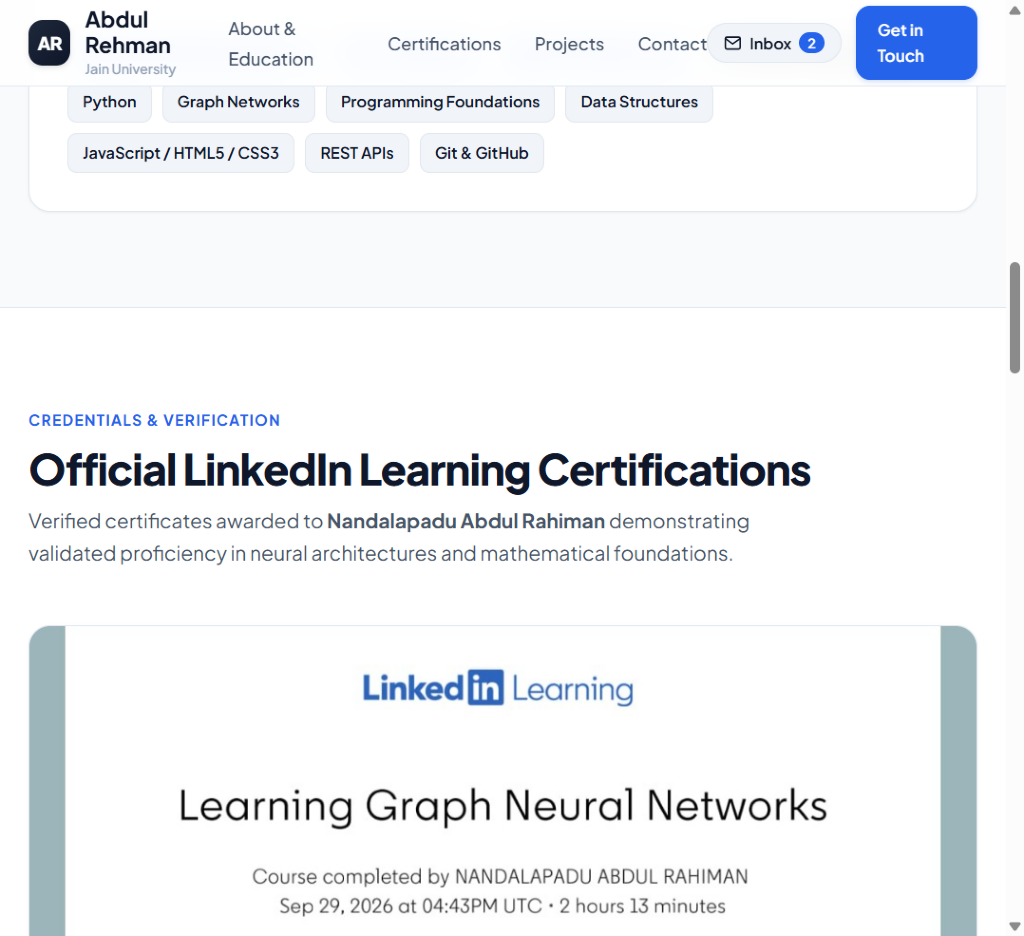 AR
Abdul
Rehman
Jain University
About &
Education
Certifications
Projects
Contact
Inbox 2
Get in
Touch
Python
Graph Networks
Programming Foundations
Data Structures
JavaScript / HTML5 / CSS3
REST APIs
Git & GitHub
CREDENTIALS & VERIFICATION
Official LinkedIn Learning Certifications
Verified certificates awarded to Nandalapadu Abdul Rahiman demonstrating
validated proficiency in neural architectures and mathematical foundations.
LinkedIn Learning
Learning Graph Neural Networks
Course completed by NANDALAPADU ABDUL RAHIMAN
Sep 29, 2026 at 04:43PM UTC • 2 hours 13 minutes